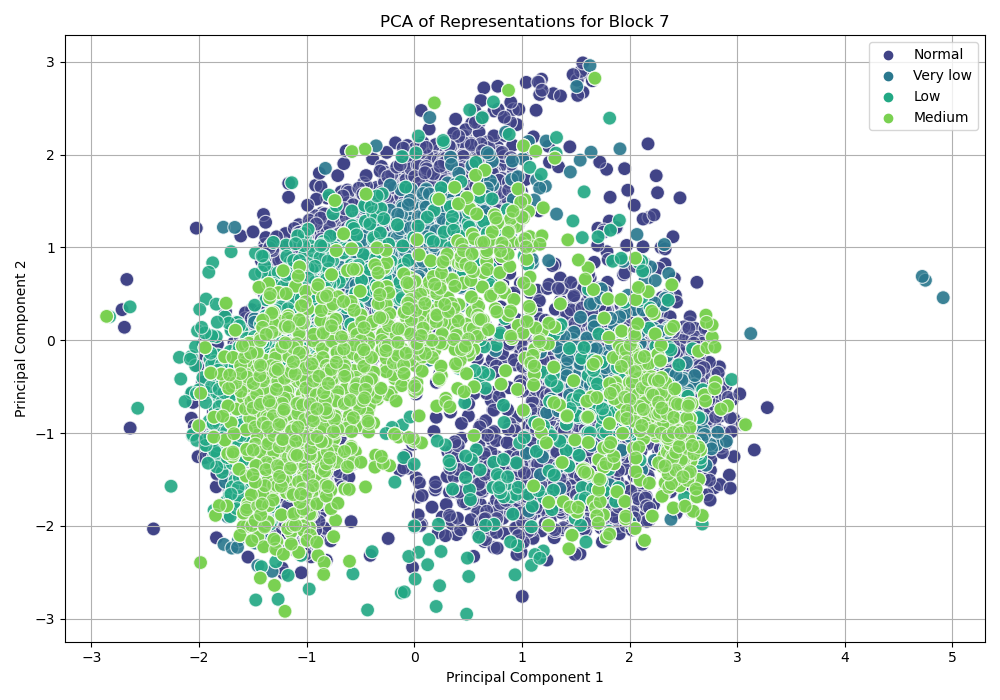 PCA of Representations for Block 7
Normal
Very low
Low
Medium
Principal Component 2
3
2
1
0
−1
−2
−3
−3
−2
−1
0
1
2
3
4
5
Principal Component 1